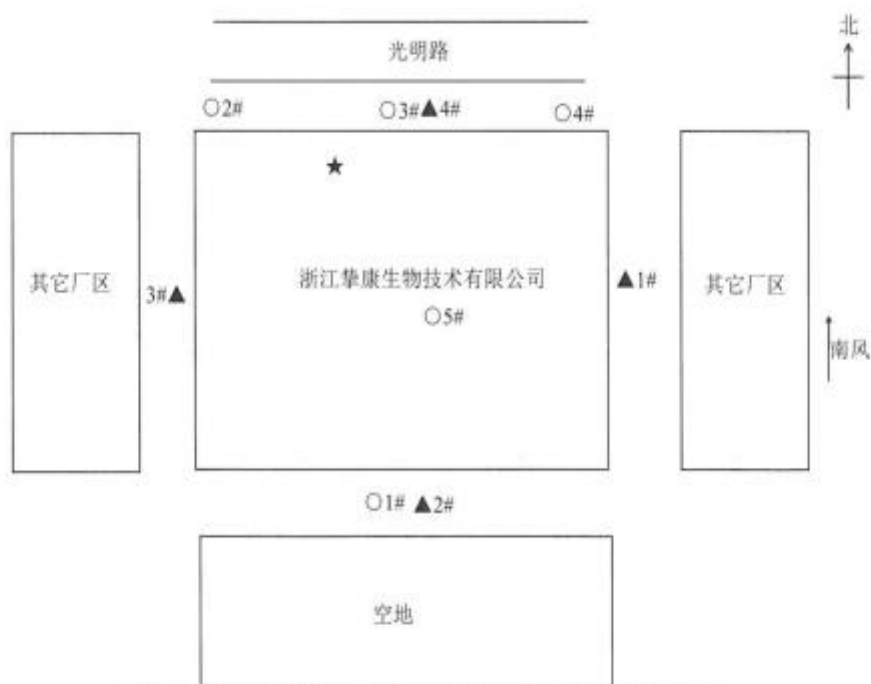 光明路
北
○2#
○3#▲4#
○4#
★
其它厂区
3#▲
浙江挚康生物技术有限公司
○5#
▲1#
其它厂区
南风
○1# ▲2#
空地